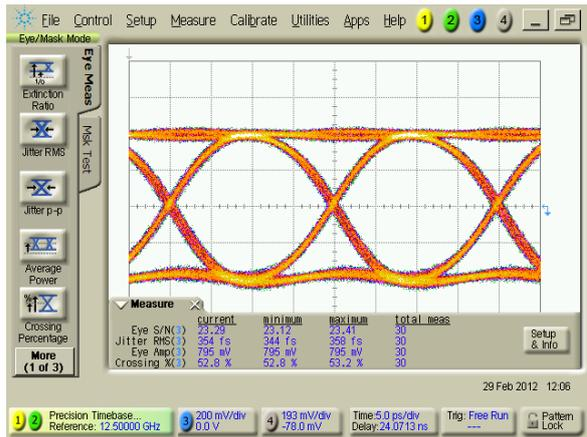 File Control Setup Measure Calibrate Utilities Apps Help 1 2 3 4
Eye/Mask Mode
Eye Meas
Msk Test
1/0
Extinction
Ratio
Jitter RMS
Jitter p-p
Average
Power
%
Crossing
Percentage
More
(1 of 3)
Measure
current minimum maximum total meas
Eye S/N(3) 23.29 23.12 23.41 30
Jitter RMS(3) 354 fs 344 fs 358 fs 30
Eye Amp(3) 795 mV 795 mV 795 mV 30
Crossing %(3) 52.8 % 52.8 % 53.2 % 30
Setup
& Info
29 Feb 2012 12:06
1 2 Precision Timebase...
Reference: 12.50000 GHz
3 200 mV/div
0.0 V
4 193 mV/div
-78.0 mV
Time:5.0 ps/div
Delay:24.0713 ns
Trig: Free Run
---
Pattern
Lock